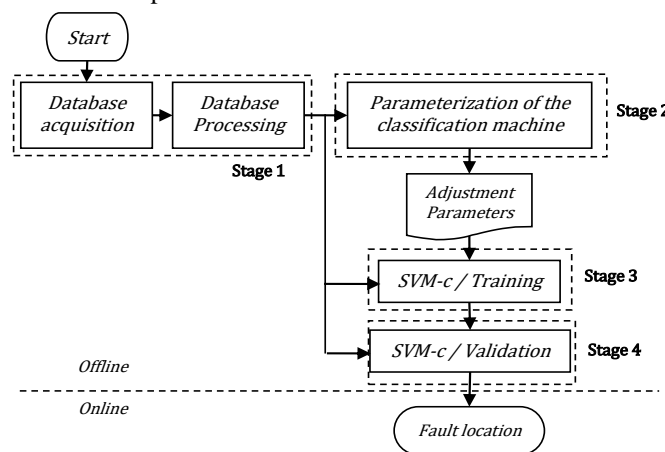 Start
Database
acquisition
Database
Processing
Stage 1
Parameterization of the
classification machine
Stage 2
Adjustment
Parameters
SVM-c / Training
Stage 3
SVM-c / Validation
Stage 4
Offline
Online
Fault location